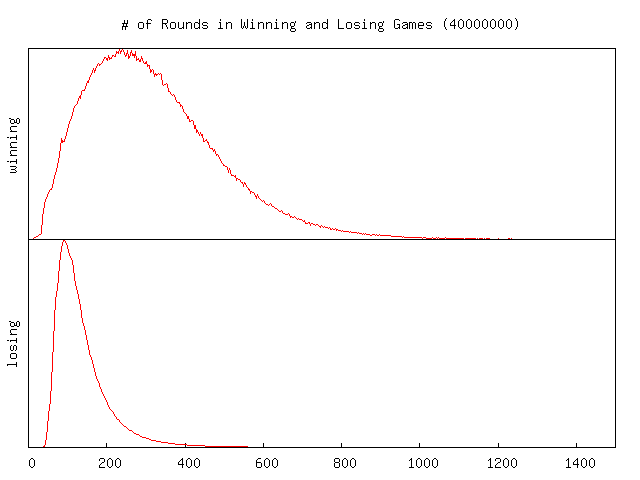 # of Rounds in Winning and Losing Games (40000000)
winning
losing
0 200 400 600 800 1000 1200 1400